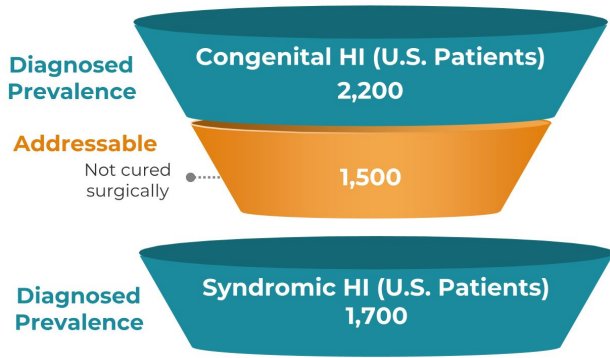 Diagnosed
Prevalence
Congenital HI (U.S. Patients)
2,200
Addressable
Not cured
surgically
1,500
Diagnosed
Prevalence
Syndromic HI (U.S. Patients)
1,700